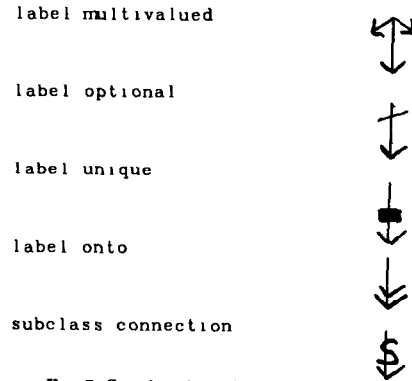 label multivalued
label optional
label unique
label onto
subclass connection
S